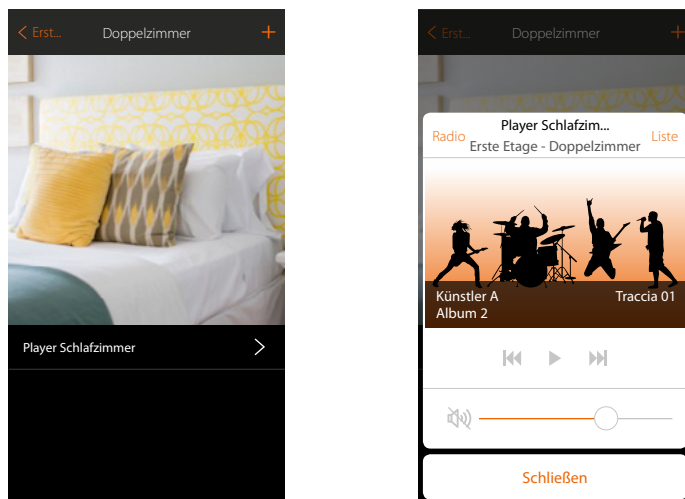 Erst...
Doppelzimmer
Player Schlafzimmer
Erst...
Doppelzimmer
Radio
Player Schlafzim...
Liste
Erste Etage - Doppelzimmer
Künstler A
Traccia 01
Album 2
Schließen